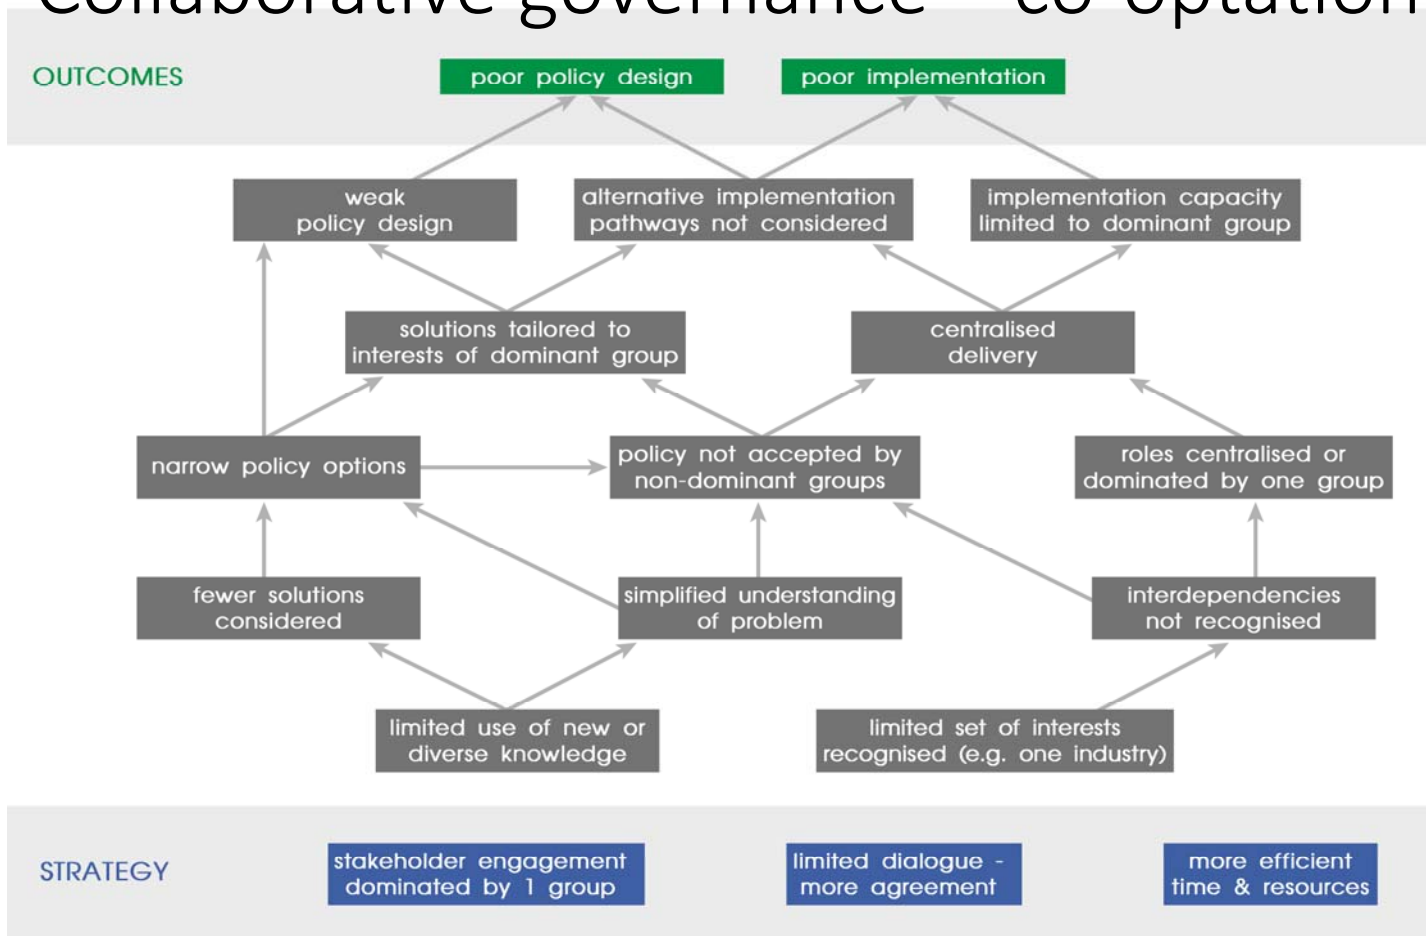 Collaborative governance – co-optation
OUTCOMES
poor policy design
poor implementation
weak
policy design
alternative implementation
pathways not considered
implementation capacity
limited to dominant group
solutions tailored to
interests of dominant group
centralised
delivery
narrow policy options
policy not accepted by
non-dominant groups
roles centralised or
dominated by one group
fewer solutions
considered
simplified understanding
of problem
interdependencies
not recognised
limited use of new or
diverse knowledge
limited set of interests
recognised (e.g. one industry)
STRATEGY
stakeholder engagement
dominated by 1 group
limited dialogue -
more agreement
more efficient
time & resources